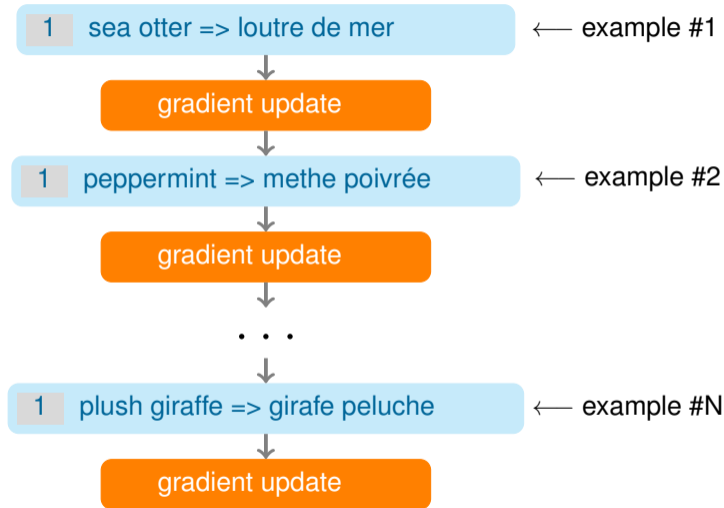 1 sea otter => loutre de mer ← example #1
gradient update
1 peppermint => methe poivrée ← example #2
gradient update
. . .
1 plush giraffe => girafe peluche ← example #N
gradient update